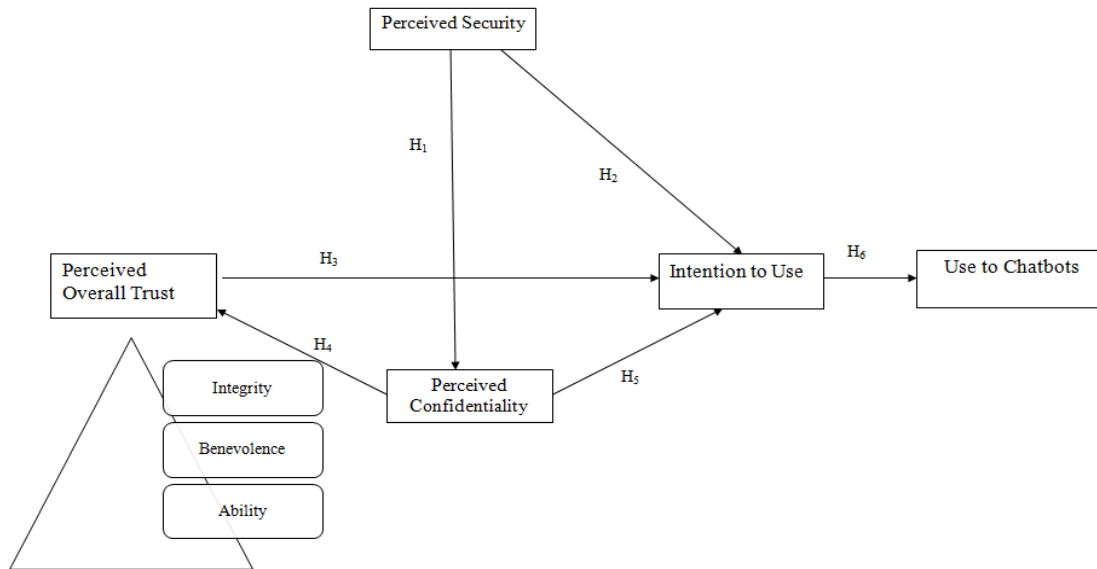 Perceived Security
H₁
H₂
H₃
H₆
Perceived
Overall Trust
Intention to Use
Use to Chatbots
H₄
H₅
Perceived
Confidentiality
Integrity
Benevolence
Ability